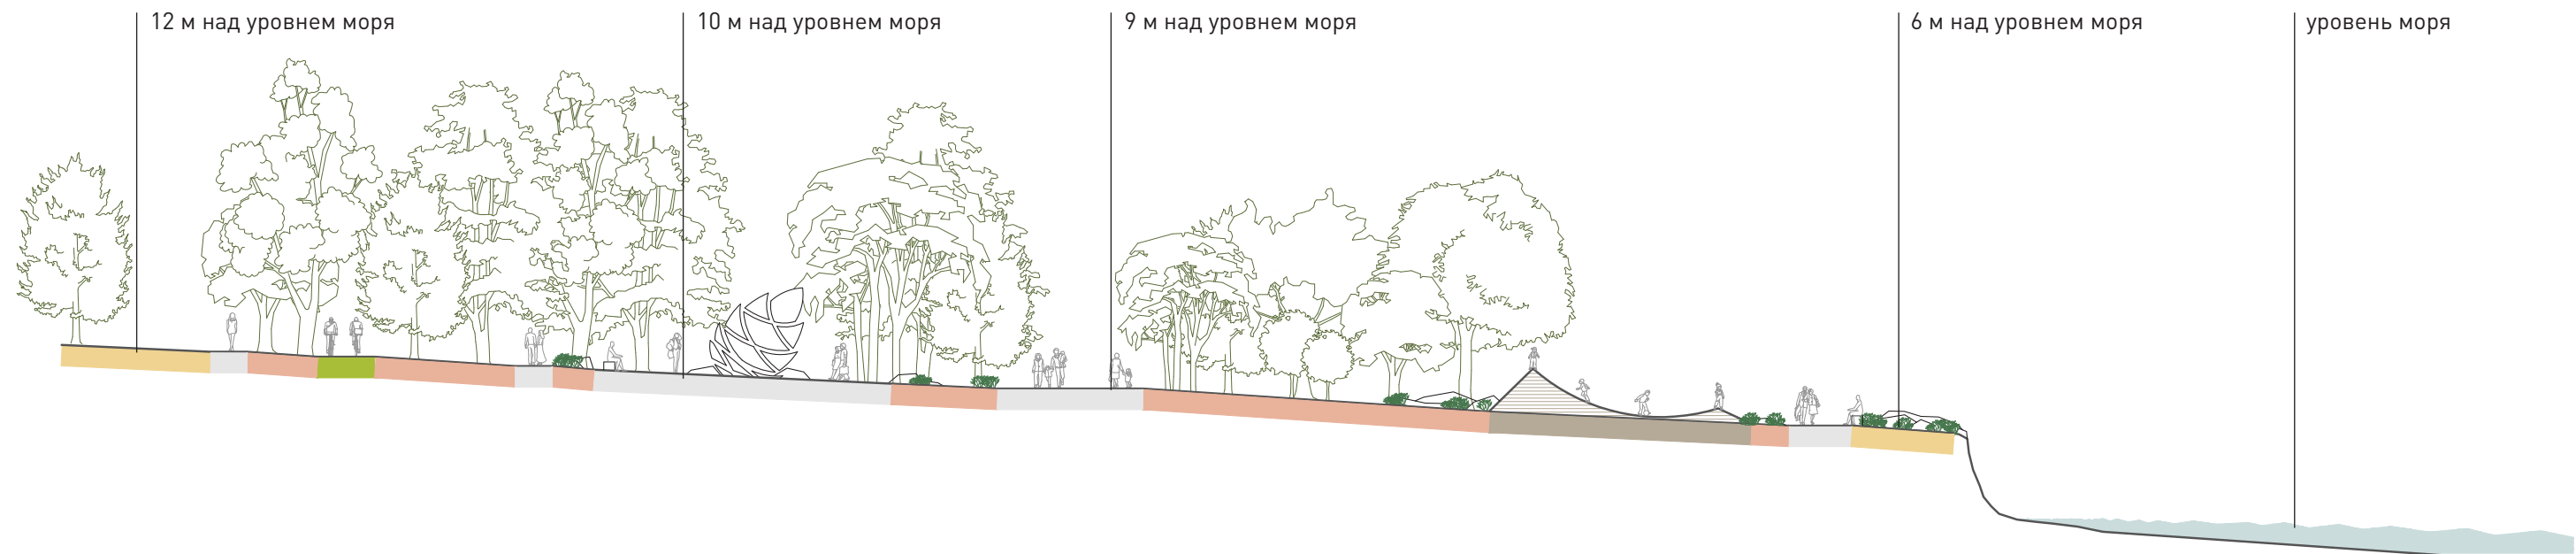 12 м над уровнем моря
10 м над уровнем моря
9 м над уровнем моря
6 м над уровнем моря
уровень моря